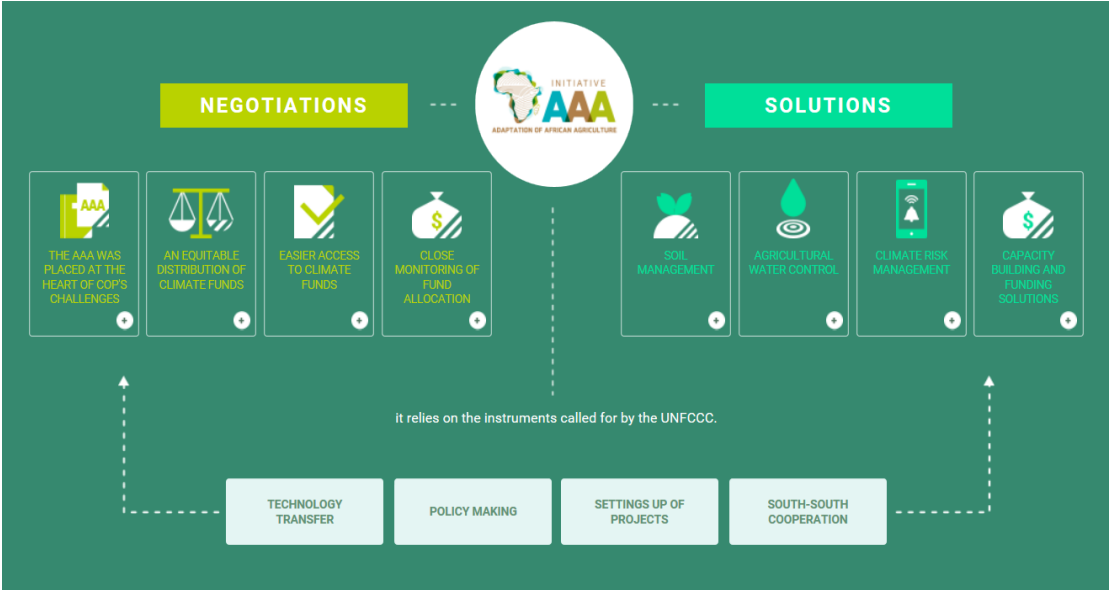 INITIATIVE
AAA
ADAPTATION OF AFRICAN AGRICULTURE
NEGOTIATIONS
SOLUTIONS
AAA
THE AAA WAS
PLACED AT THE
HEART OF COP'S
CHALLENGES
AN EQUITABLE
DISTRIBUTION OF
CLIMATE FUNDS
EASIER ACCESS
TO CLIMATE
FUNDS
$
CLOSE
MONITORING OF
FUND
ALLOCATION
SOIL
MANAGEMENT
AGRICULTURAL
WATER CONTROL
CLIMATE RISK
MANAGEMENT
$
CAPACITY
BUILDING AND
FUNDING
SOLUTIONS
it relies on the instruments called for by the UNFCCC.
TECHNOLOGY
TRANSFER
POLICY MAKING
SETTINGS UP OF
PROJECTS
SOUTH-SOUTH
COOPERATION